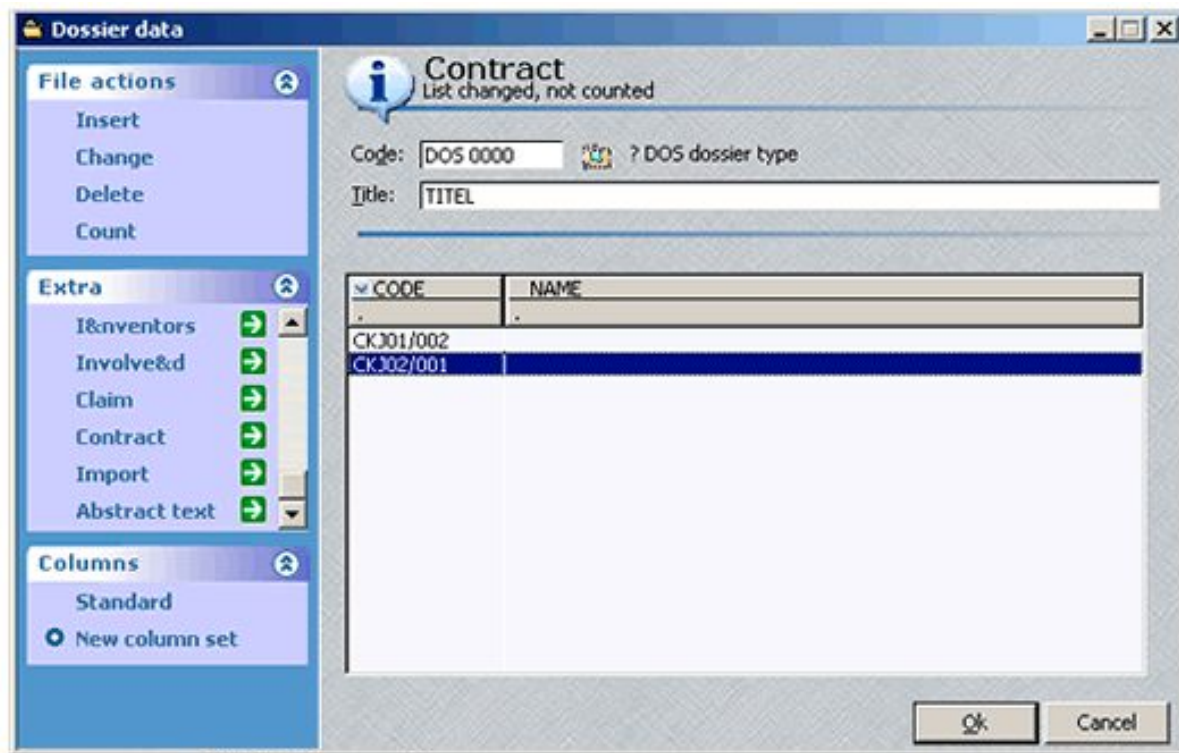 Dossier data
File actions
Insert
Change
Delete
Count
Extra
I&nventors
Involve&d
Claim
Contract
Import
Abstract text
Columns
Standard
New column set
Contract
List changed, not counted
Code: DOS 0000 ? DOS dossier type
Title: TITEL
CODE NAME
. .
CKJ01/002
CKJ02/001
Ok Cancel